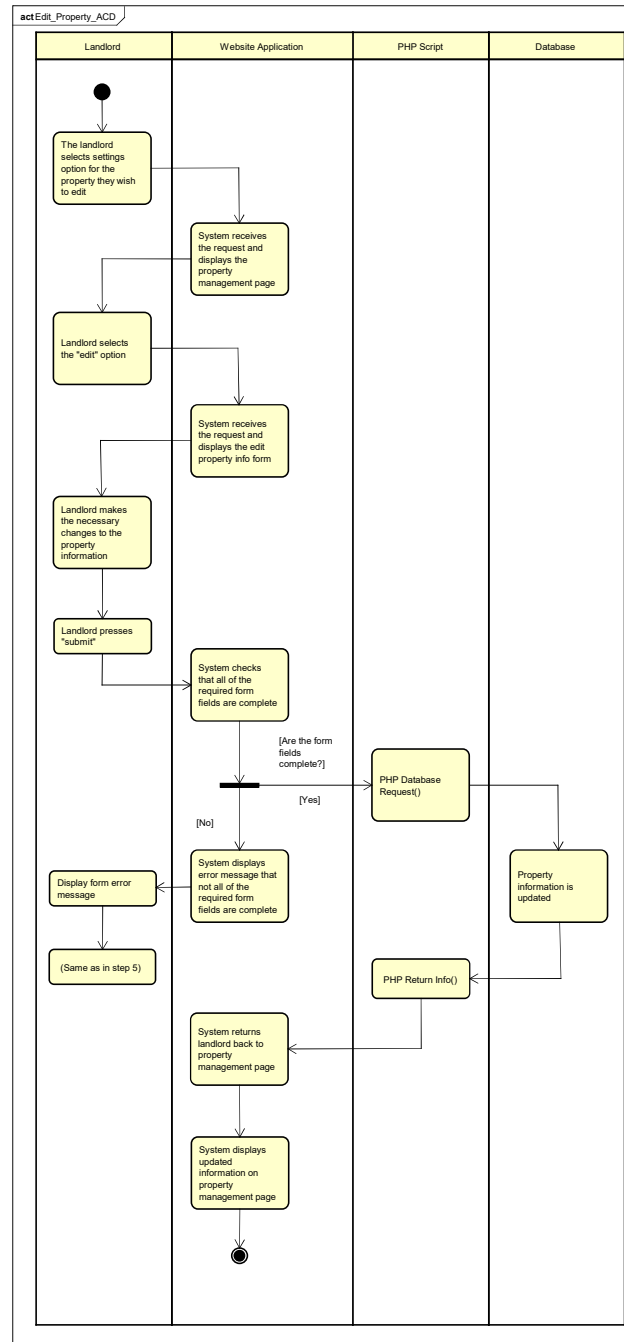 act Edit_Property_ACD
Landlord
Website Application
PHP Script
Database
The landlord
selects settings
option for the
property they wish
to edit
System receives
the request and
displays the
property
management page
Landlord selects
the "edit" option
System receives
the request and
displays the edit
property info form
Landlord makes
the necessary
changes to the
property
information
Landlord presses
"submit"
System checks
that all of the
required form
fields are complete
[Are the form
fields
complete?]
[Yes]
PHP Database
Request()
[No]
System displays
error message that
not all of the
required form
fields are complete
Display form error
message
Property
information is
updated
(Same as in step 5)
PHP Return Info()
System returns
landlord back to
property
management page
System displays
updated
information on
property
management page